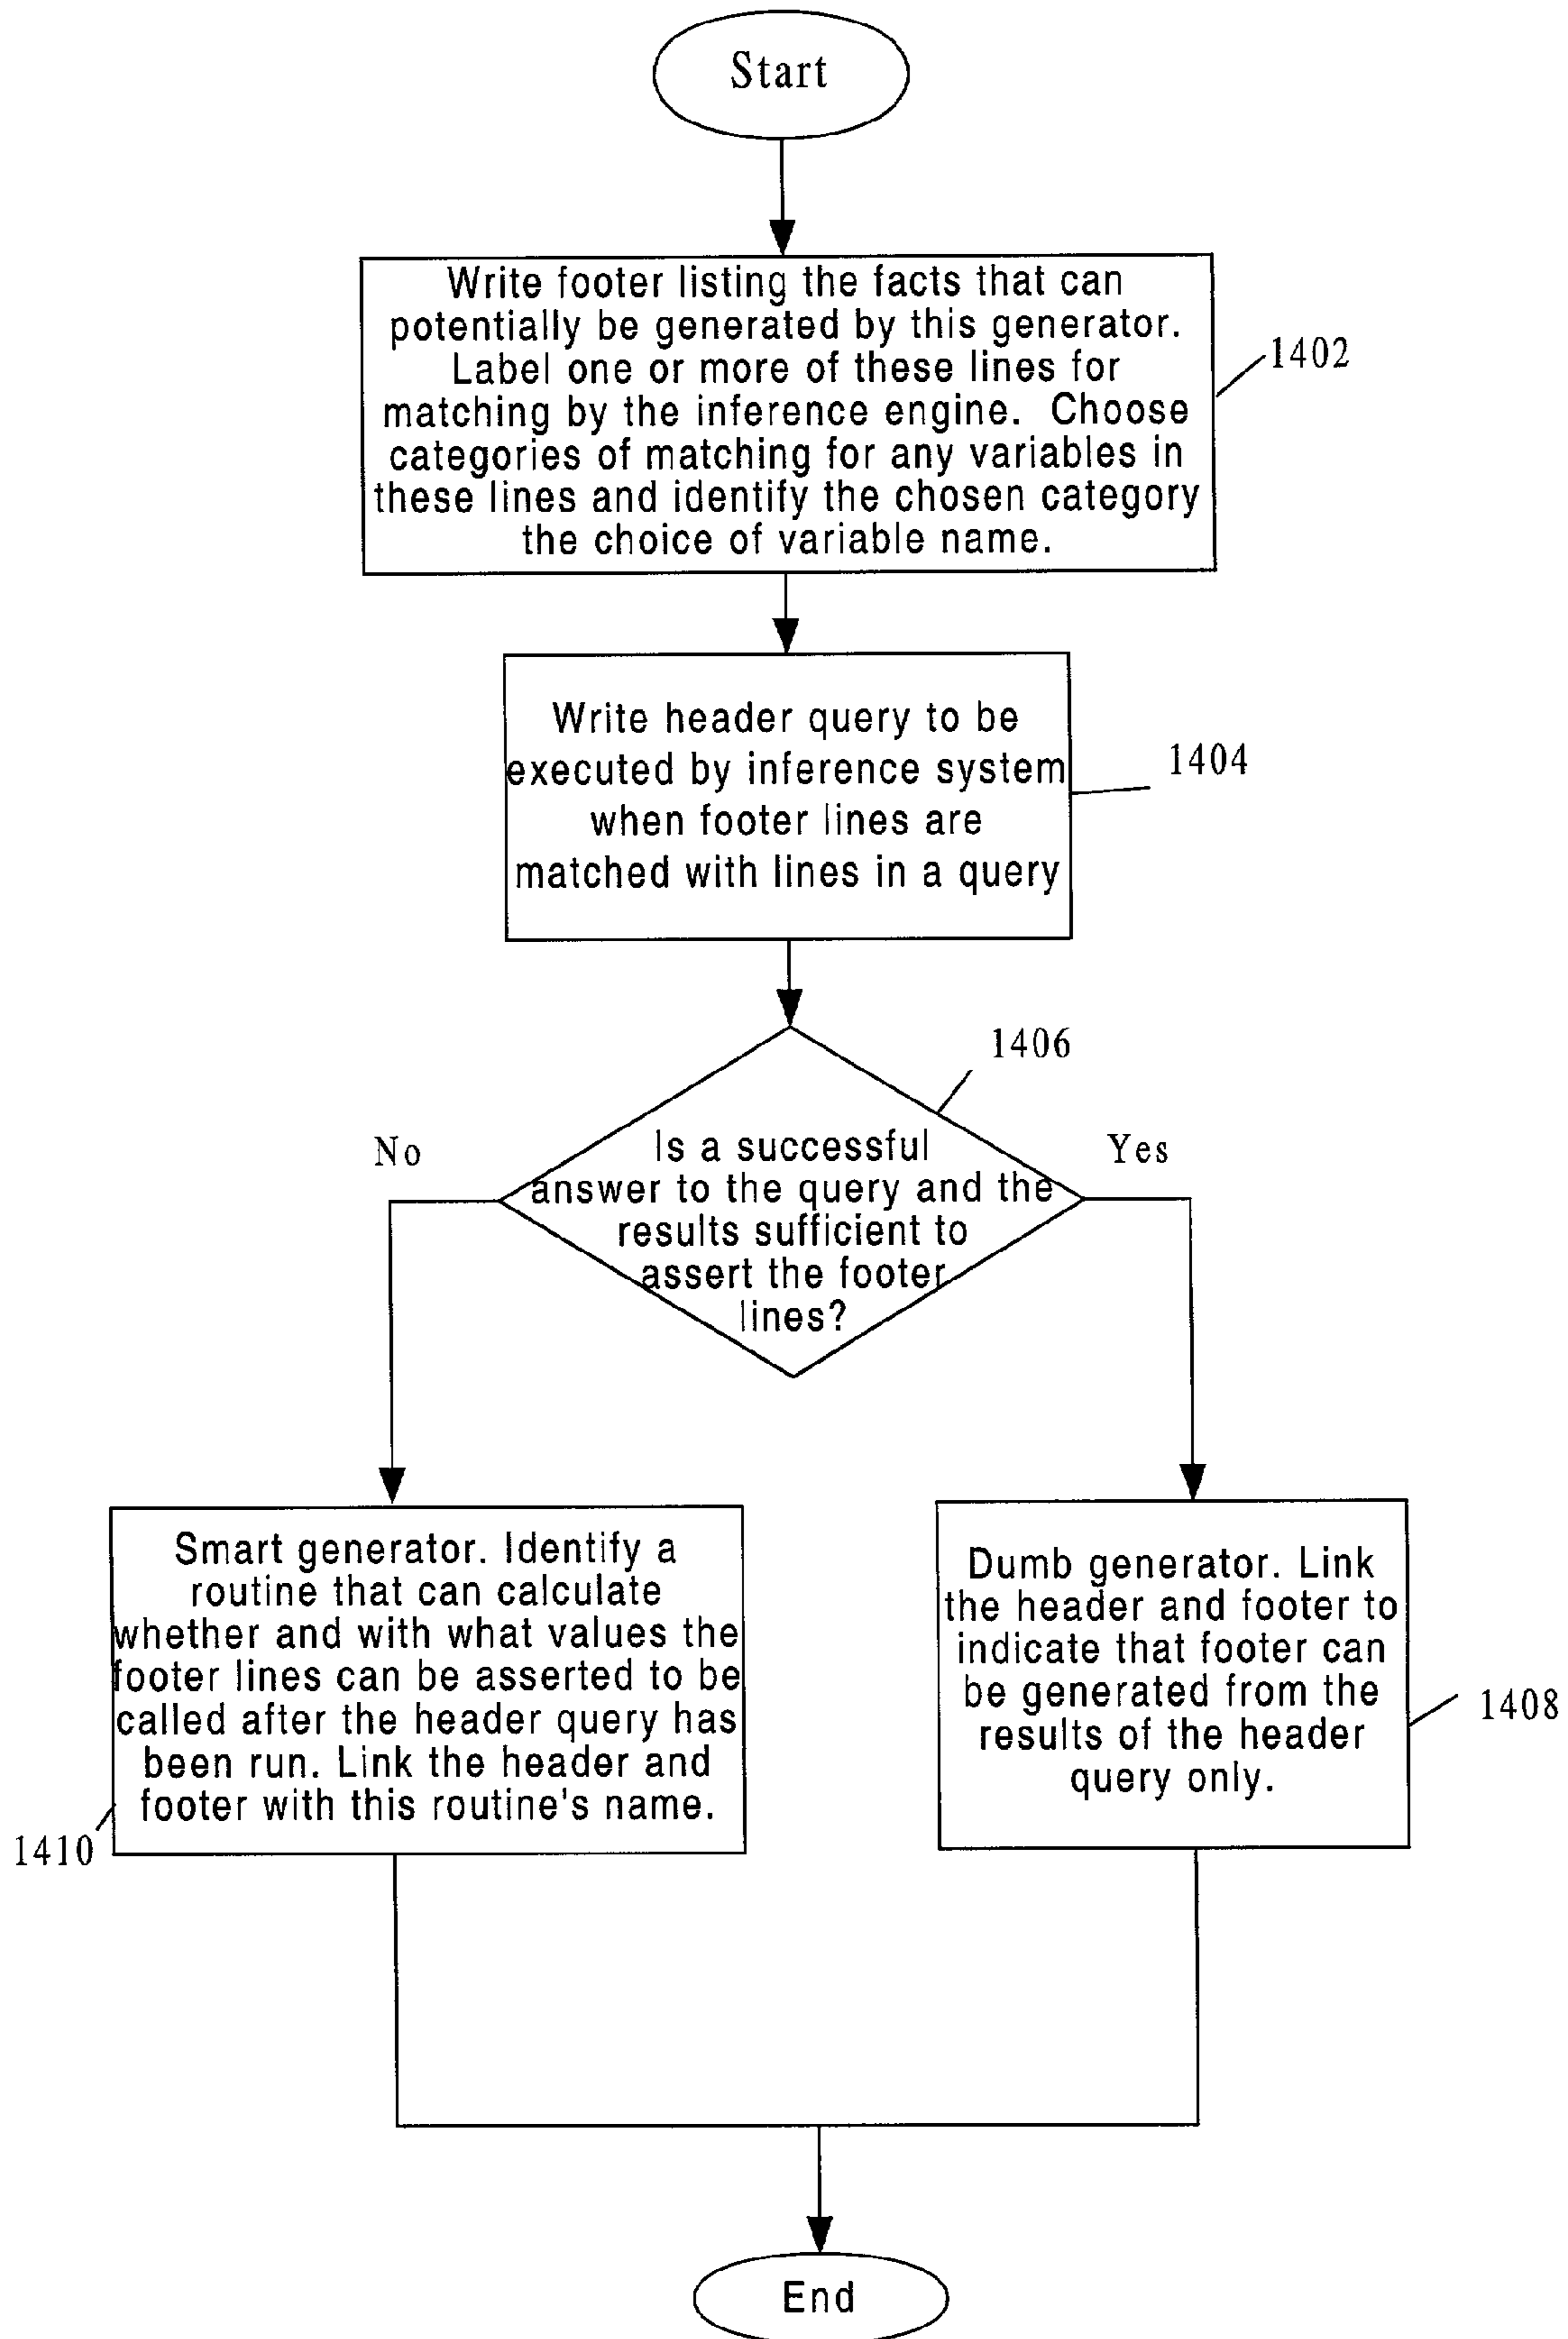 Start
Write footer listing the facts that can
potentially be generated by this generator.
Label one or more of these lines for
matching by the inference engine. Choose
categories of matching for any variables in
these lines and identify the chosen category
the choice of variable name.
1402
Write header query to be
executed by inference system
when footer lines are
matched with lines in a query
1404
1406
No
Yes
Is a successful
answer to the query and the
results sufficient to
assert the footer
lines?
Smart generator. Identify a
routine that can calculate
whether and with what values the
footer lines can be asserted to be
called after the header query has
been run. Link the header and
footer with this routine's name.
1410
Dumb generator. Link
the header and footer to
indicate that footer can
be generated from the
results of the header
query only.
1408
End